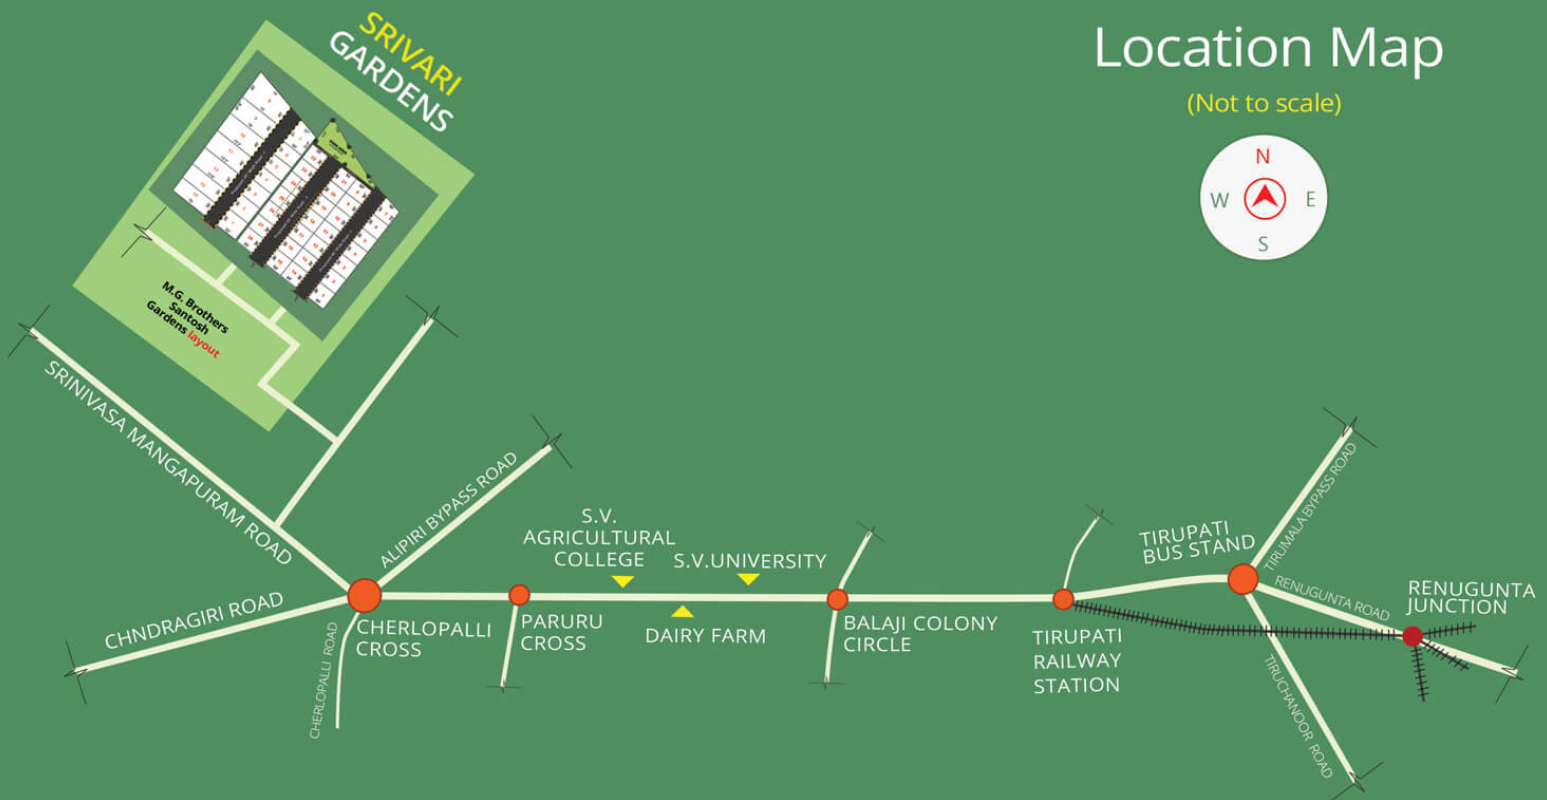 SRIVARI
GARDENS
Location Map
(Not to scale)
N
W
E
S
M.G. Brothers
Santosh
Gardens layout
SRINIVASA MANGAPURAM ROAD
ALIPIRI BYPASS ROAD
CHNDRAGIRI ROAD
CHERLOPALLI ROAD
CHERLOPALLI
CROSS
PARURU
CROSS
S.V.
AGRICULTURAL
COLLEGE
S.V.UNIVERSITY
DAIRY FARM
BALAJI COLONY
CIRCLE
TIRUPATI
RAILWAY
STATION
TIRUPATI
BUS STAND
TIRUMALA BYPASS ROAD
RENUGUNTA ROAD
RENUGUNTA
JUNCTION
TIRUCHANOOR ROAD